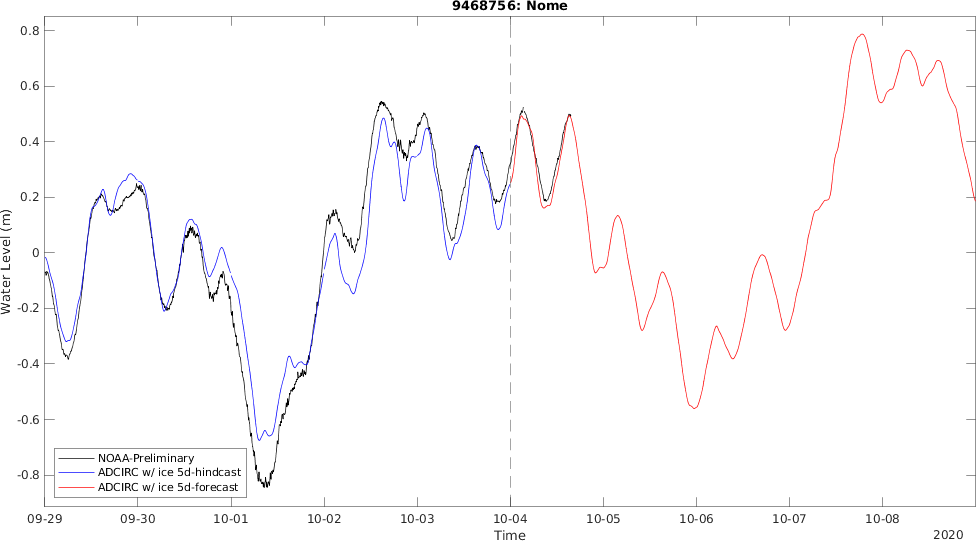 9468756: Nome
0.8
0.6
0.4
0.2
0
-0.2
-0.4
-0.6
-0.8
Water Level (m)
NOAA-Preliminary
ADCIRC w/ ice 5d-hindcast
ADCIRC w/ ice 5d-forecast
09-29 09-30 10-01 10-02 10-03 10-04 10-05 10-06 10-07 10-08
Time
2020